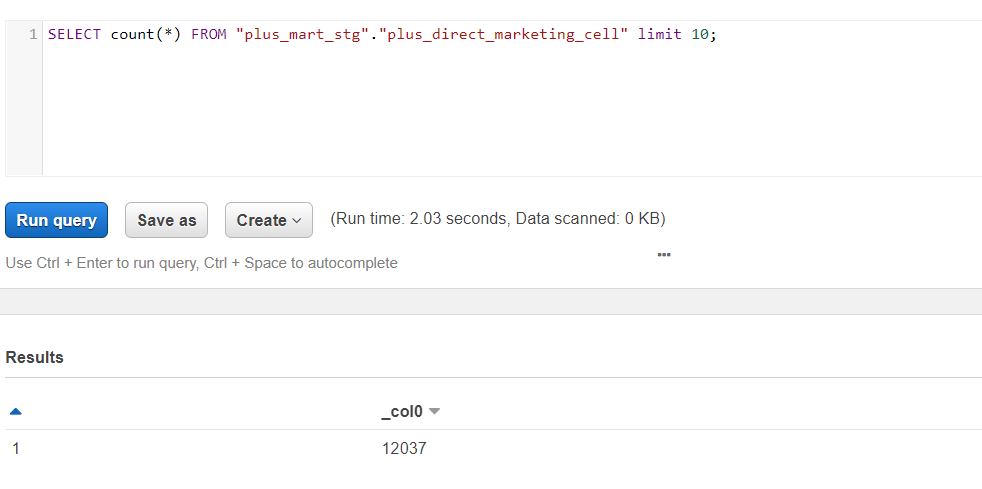 1 SELECT count(*) FROM "plus_mart_stg"."plus_direct_marketing_cell" limit 10;
Run query Save as Create (Run time: 2.03 seconds, Data scanned: 0 KB)
Use Ctrl + Enter to run query, Ctrl + Space to autocomplete
Results
_col0
1 12037